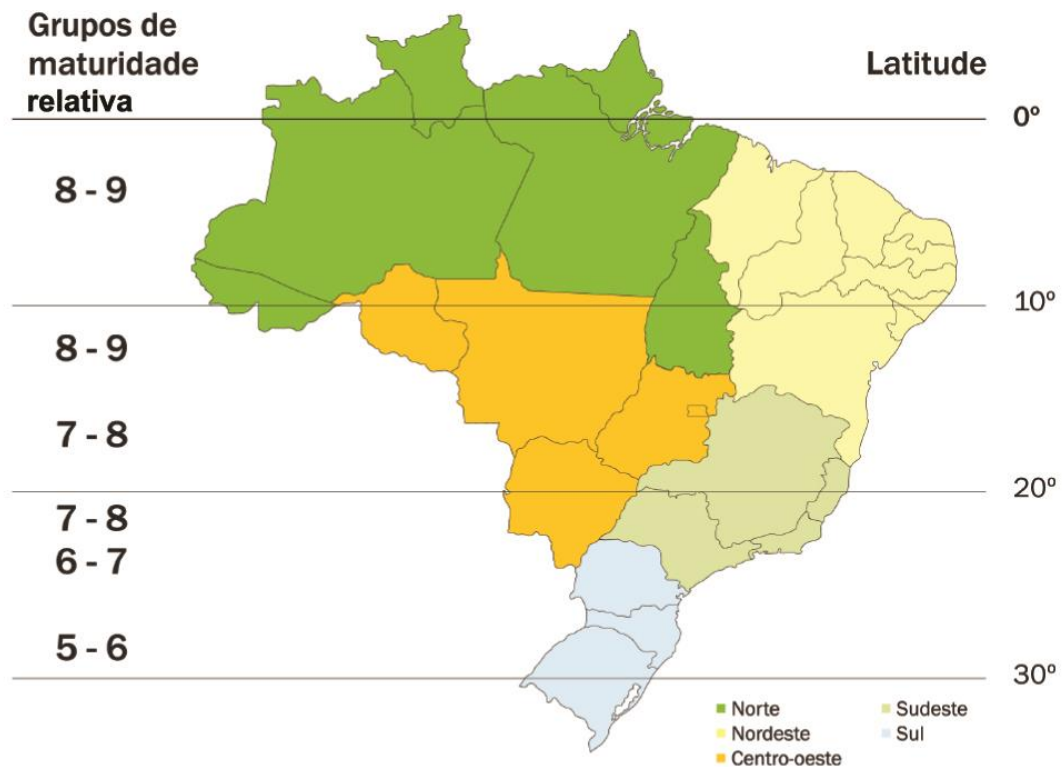 Grupos de
maturidade
relativa
Latitude
0º
8 - 9
10º
8 - 9
7 - 8
20º
7 - 8
6 - 7
5 - 6
30º
Norte
Nordeste
Centro-oeste
Sudeste
Sul